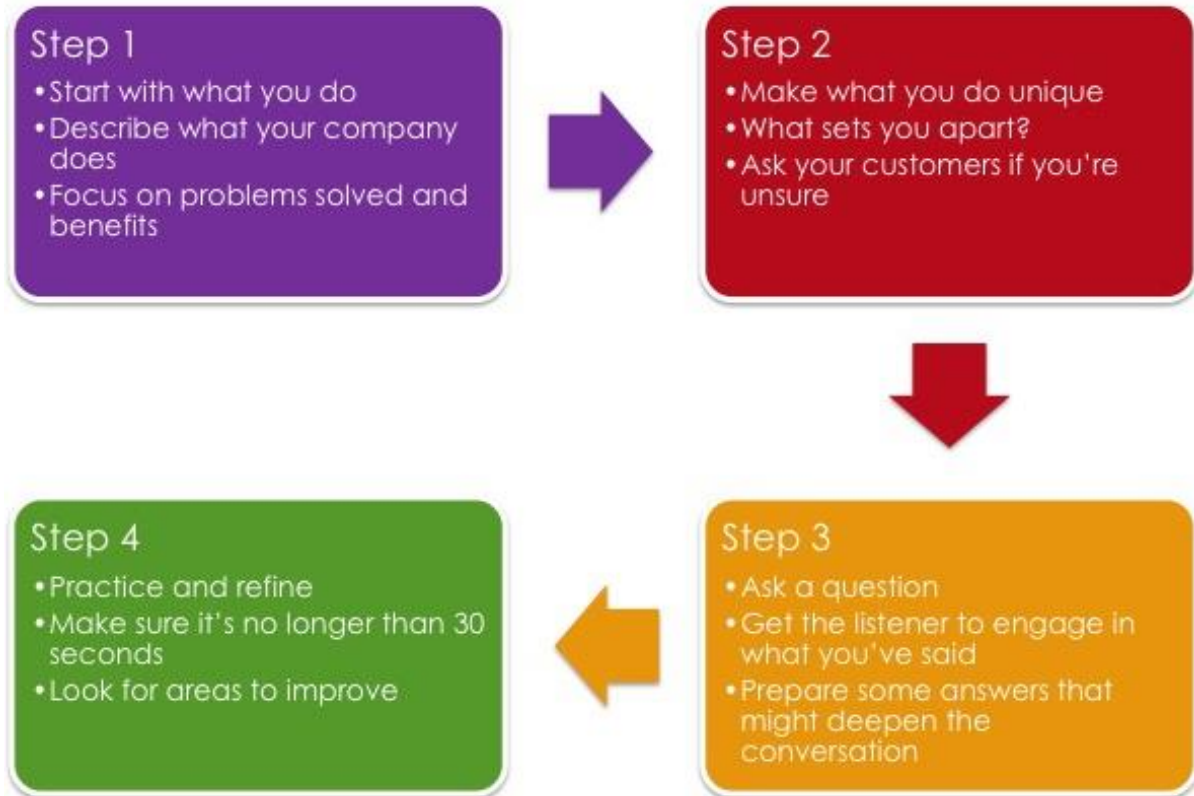 Step 1
•Start with what you do
•Describe what your company
does
•Focus on problems solved and
benefits
Step 2
•Make what you do unique
•What sets you apart?
•Ask your customers if you're
unsure
Step 3
•Ask a question
•Get the listener to engage in
what you've said
•Prepare some answers that
might deepen the
conversation
Step 4
•Practice and refine
•Make sure it's no longer than 30
seconds
•Look for areas to improve